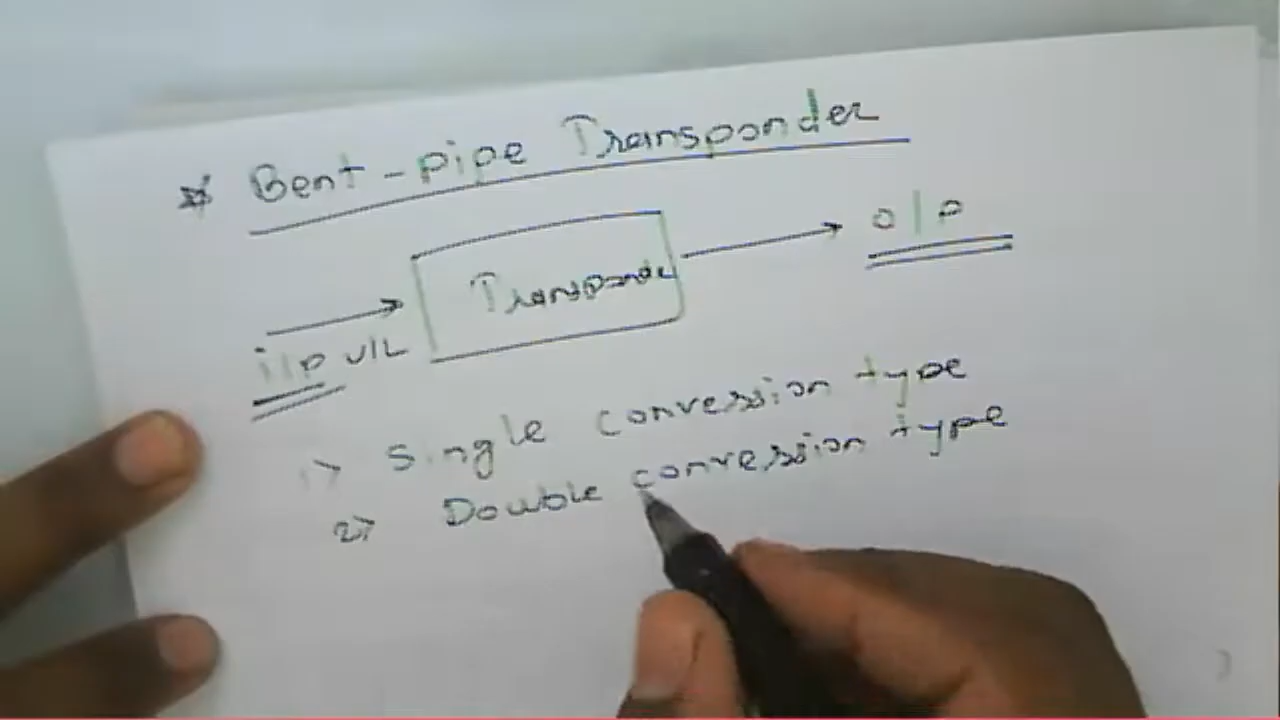 ☆ Bent-pipe Transponder
i/p U/L
Transponder
o/p
1> Single conversion type
2> Double conversion type